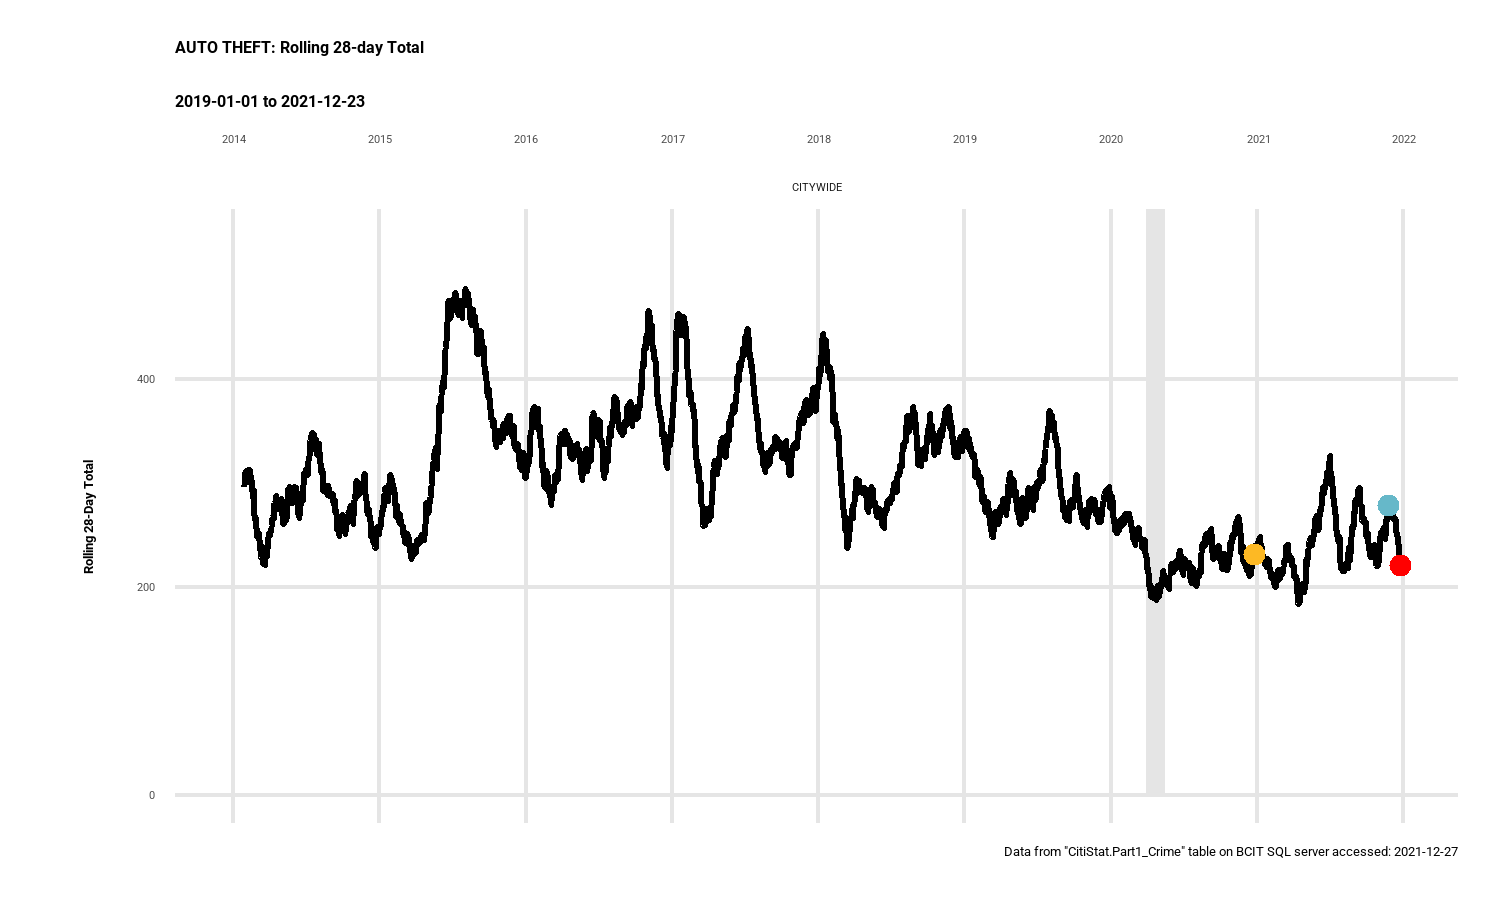 AUTO THEFT: Rolling 28-day Total
2019-01-01 to 2021-12-23
2014 2015 2016 2017 2018 2019 2020 2021 2022
CITYWIDE
400
200
0
Rolling 28-Day Total
Data from "CitiStat.Part1_Crime" table on BCIT SQL server accessed: 2021-12-27